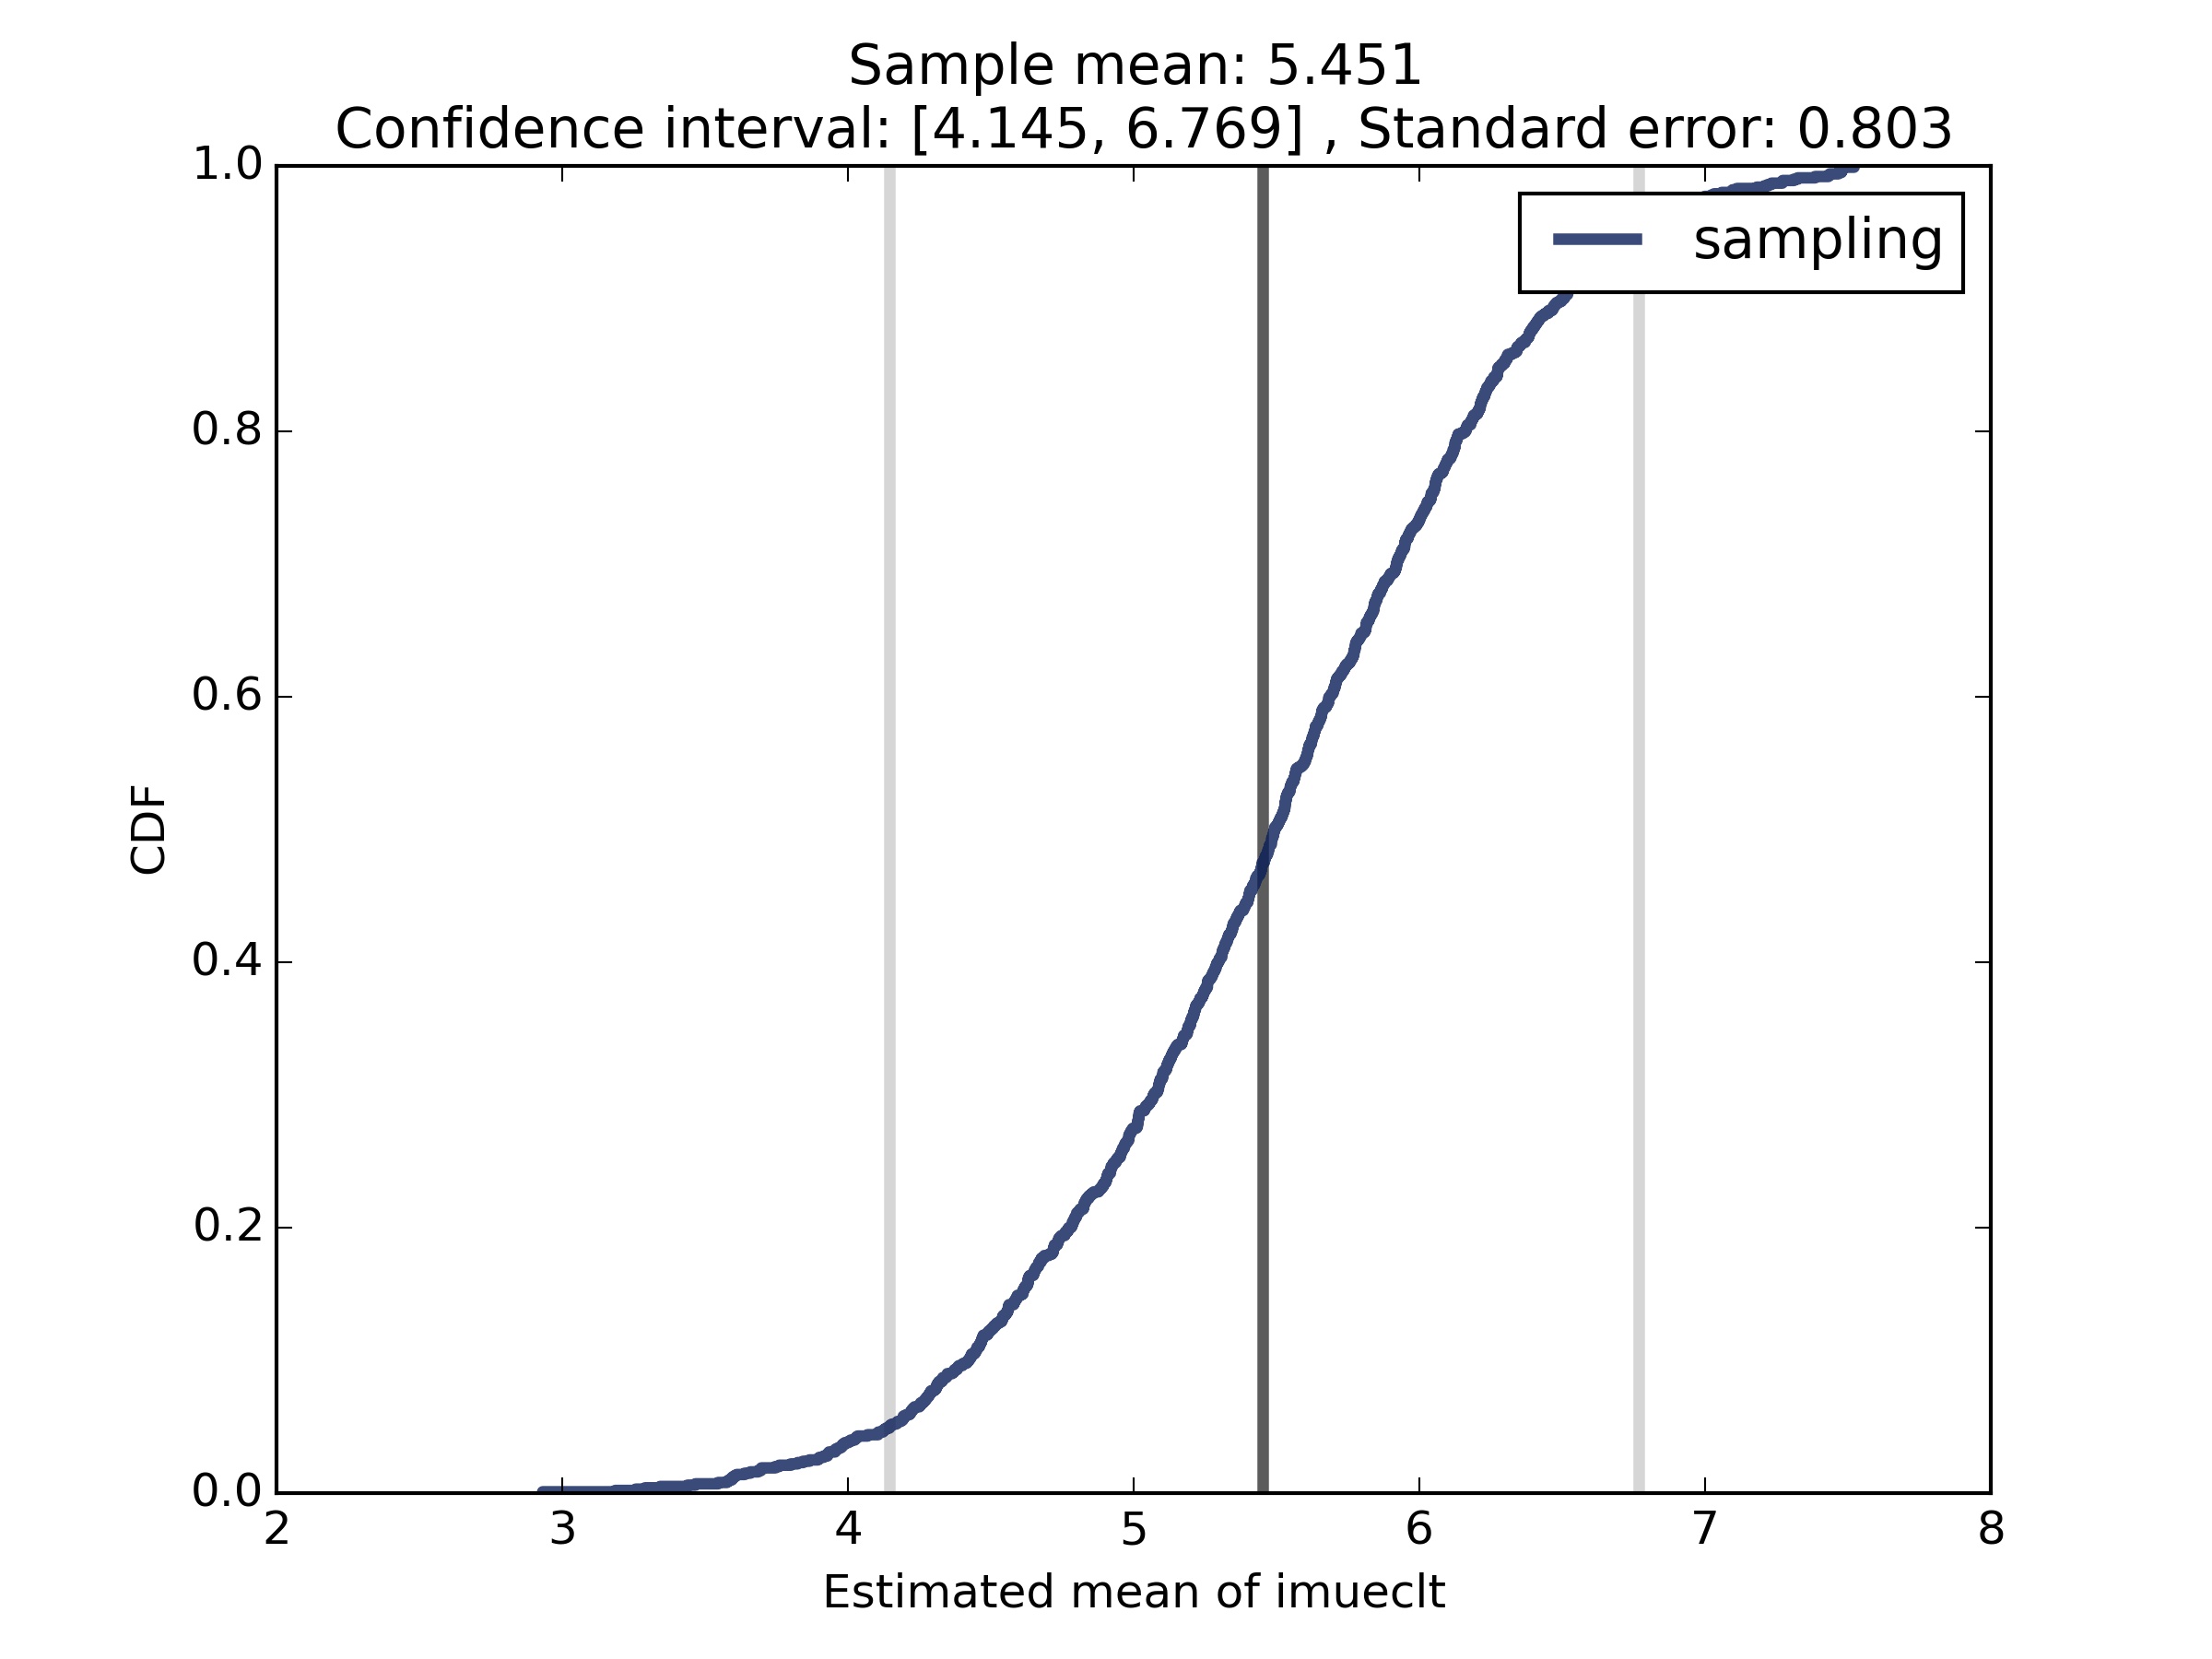 Sample mean: 5.451
Confidence interval: [4.145, 6.769] , Standard error: 0.803
sampling
1.0
0.8
0.6
0.4
0.2
0.0
CDF
2 3 4 5 6 7 8
Estimated mean of imueclt